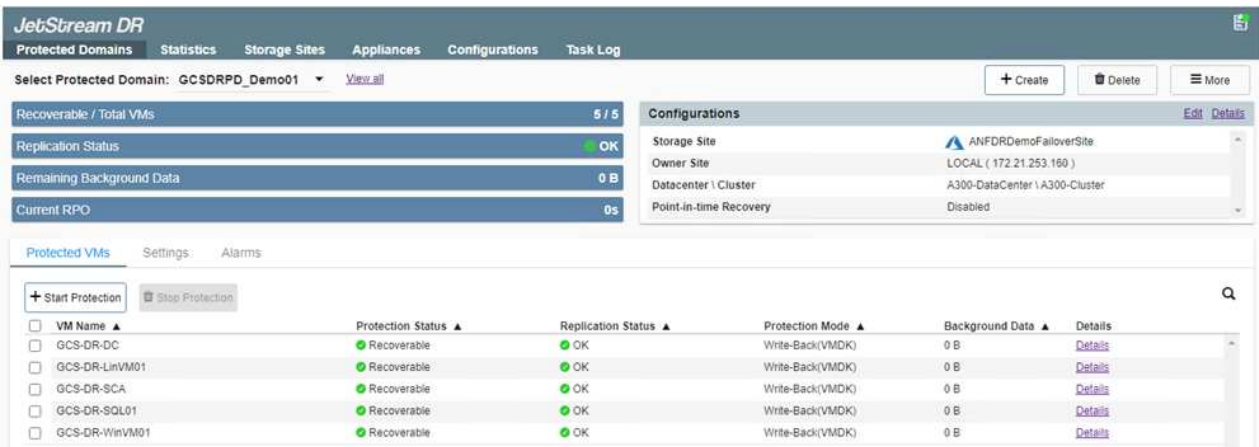 JetStream DR
Protected Domains Statistics Storage Sites Appliances Configurations Task Log
Select Protected Domain: GCSDRPD_Demo01 View all + Create Delete More
Recoverable / Total VMs 5 / 5
Replication Status OK
Remaining Background Data 0 B
Current RPO 0s
Configurations Edit Details
Storage Site ANFDRDemoFailoverSite
Owner Site LOCAL ( 172.21.253.160 )
Datacenter \ Cluster A300-DataCenter \ A300-Cluster
Point-in-time Recovery Disabled
Protected VMs Settings Alarms
+ Start Protection Stop Protection
VM Name ▲ Protection Status ▲ Replication Status ▲ Protection Mode ▲ Background Data ▲ Details
GCS-DR-DC Recoverable OK Write-Back(VMDK) 0 B Details
GCS-DR-LinVM01 Recoverable OK Write-Back(VMDK) 0 B Details
GCS-DR-SCA Recoverable OK Write-Back(VMDK) 0 B Details
GCS-DR-SQL01 Recoverable OK Write-Back(VMDK) 0 B Details
GCS-DR-WinVM01 Recoverable OK Write-Back(VMDK) 0 B Details